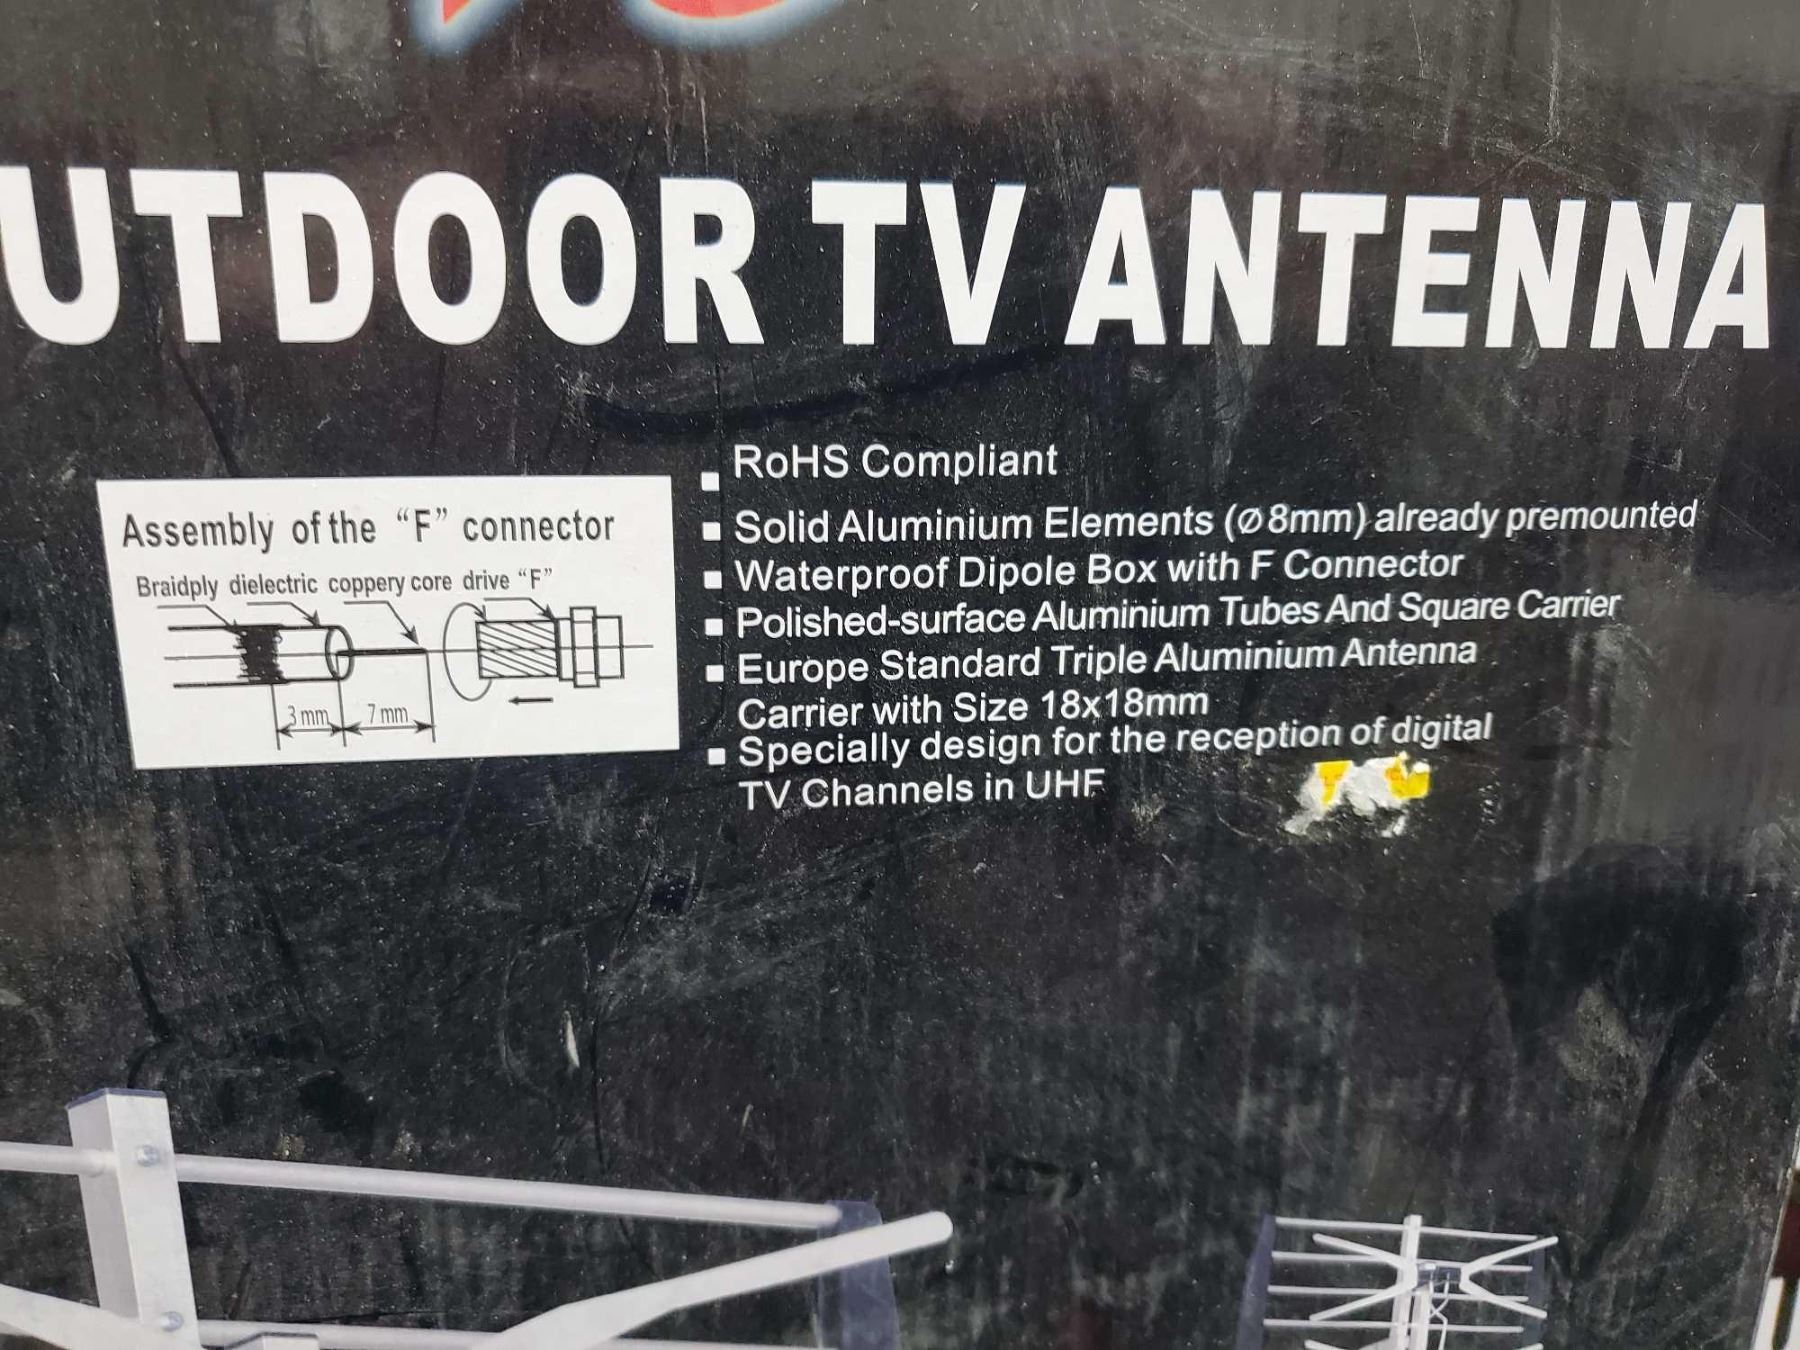 UTDOOR TV ANTENNA
Assembly of the “F” connector
Braidply dielectric coppery core drive “F”
3 mm 7 mm
RoHS Compliant
Solid Aluminium Elements (Ø8mm) already premounted
Waterproof Dipole Box with F Connector
Polished-surface Aluminium Tubes And Square Carrier
Europe Standard Triple Aluminium Antenna
Carrier with Size 18x18mm
Specially design for the reception of digital
TV Channels in UHF